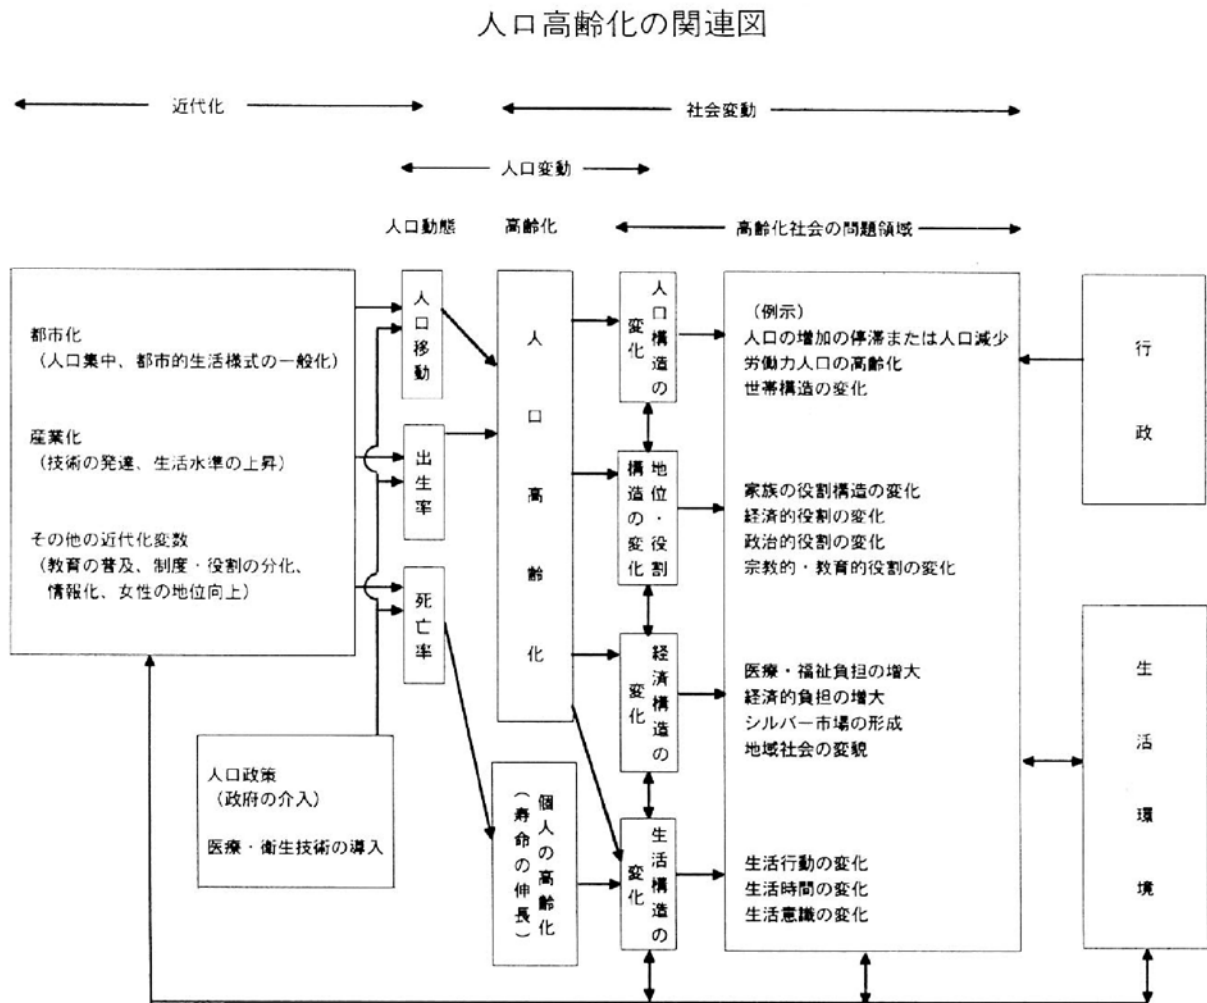 人口高齢化の関連図
近代化
社会変動
人口変動
人口動態
高齢化
高齢化社会の問題領域
都市化
(人口集中、都市的生活様式の一般化)
産業化
(技術の発達、生活水準の上昇)
その他の近代化変数
(教育の普及、制度・役割の分化、
情報化、女性の地位向上)
人口政策
(政府の介入)
医療・衛生技術の導入
人口移動
出生率
死亡率
人口高齢化
個人の高齢化
(寿命の伸長)
人口構造の
変化
地位・役割
構造の変化
経済構造の
変化
生活構造の
変化
(例示)
人口の増加の停滞または人口減少
労働力人口の高齢化
世帯構造の変化
家族の役割構造の変化
経済的役割の変化
政治的役割の変化
宗教的・教育的役割の変化
医療・福祉負担の増大
経済的負担の増大
シルバー市場の形成
地域社会の変貌
生活行動の変化
生活時間の変化
生活意識の変化
行政
生活環境